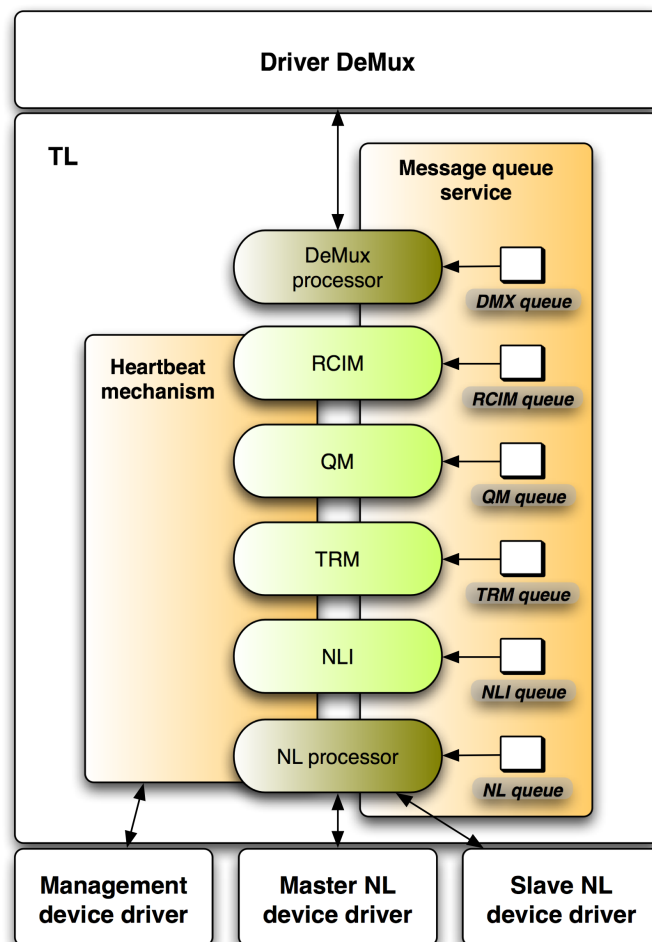 Driver DeMux
TL
Message queue
service
DeMux
processor
DMX queue
Heartbeat
mechanism
RCIM
RCIM queue
QM
QM queue
TRM
TRM queue
NLI
NLI queue
NL processor
NL queue
Management
device driver
Master NL
device driver
Slave NL
device driver